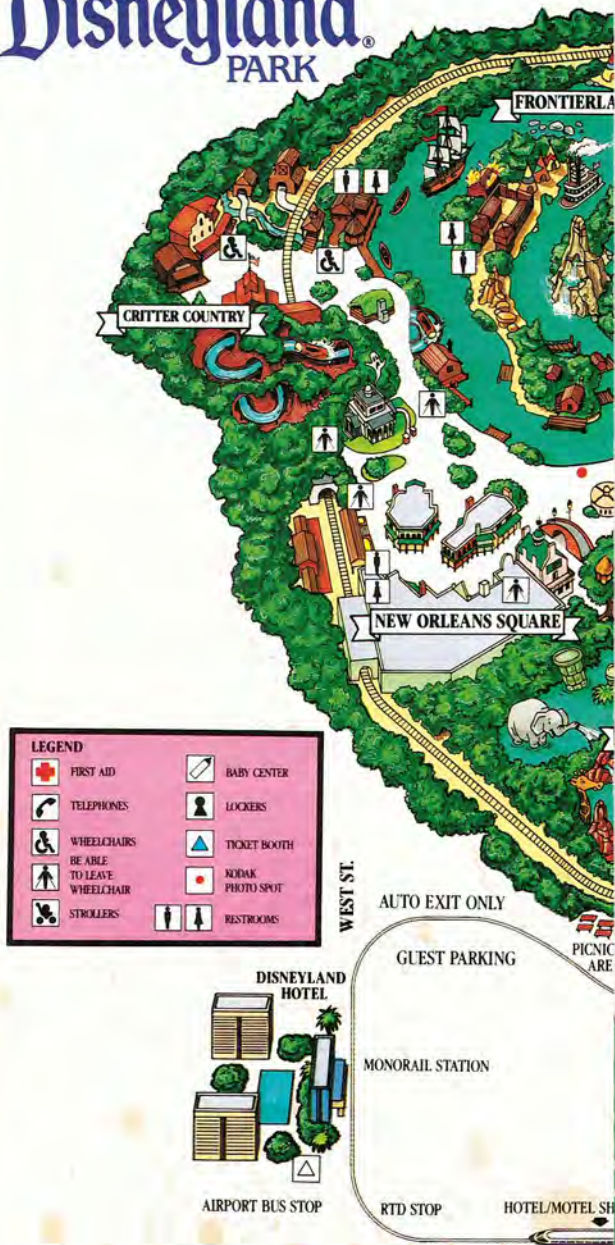 Disneyland®
PARK
FRONTIERLA
CRITTER COUNTRY
NEW ORLEANS SQUARE
LEGEND
FIRST AID
TELEPHONES
WHEELCHAIRS
BE ABLE
TO LEAVE
WHEELCHAIR
STROLLERS
BABY CENTER
LOCKERS
TICKET BOOTH
KODAK
PHOTO SPOT
RESTROOMS
WEST ST.
AUTO EXIT ONLY
GUEST PARKING
PICNIC
ARE
DISNEYLAND
HOTEL
MONORAIL STATION
AIRPORT BUS STOP
RTD STOP
HOTEL/MOTEL SH